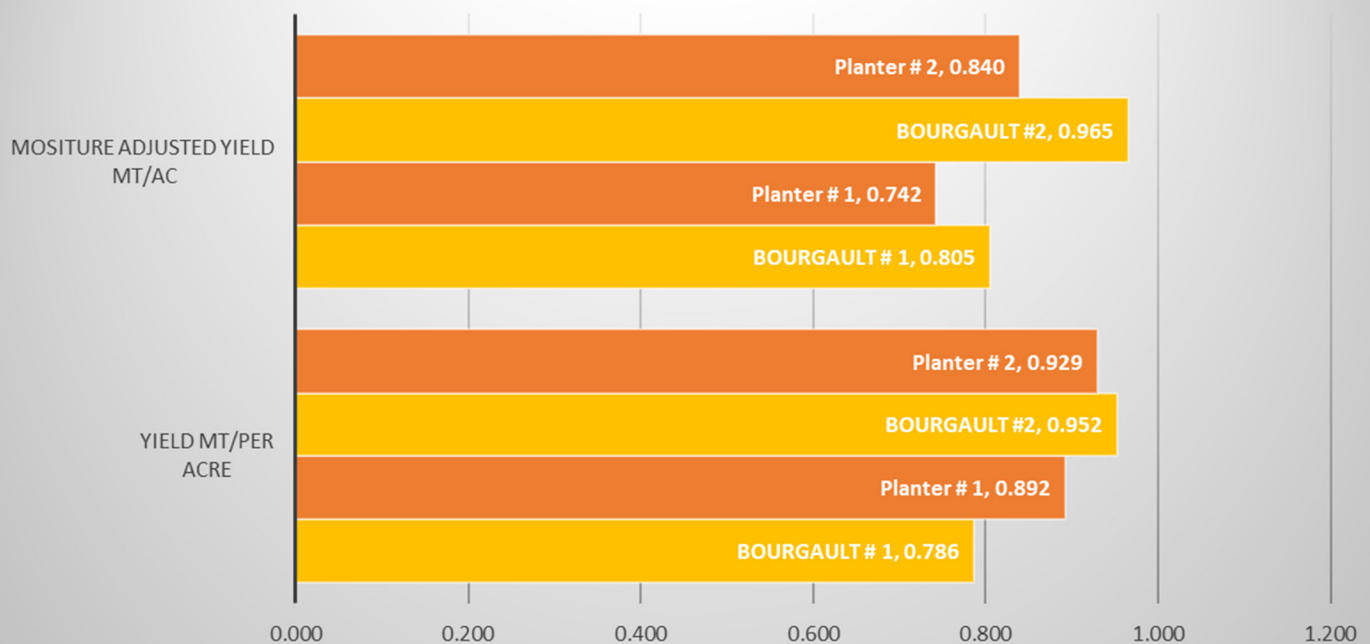 Planter # 2, 0.840
BOURGAULT #2, 0.965
MOSITURE ADJUSTED YIELD
MT/AC
Planter # 1, 0.742
BOURGAULT # 1, 0.805
Planter # 2, 0.929
BOURGAULT #2, 0.952
YIELD MT/PER
ACRE
Planter # 1, 0.892
BOURGAULT # 1, 0.786
0.000 0.200 0.400 0.600 0.800 1.000 1.200